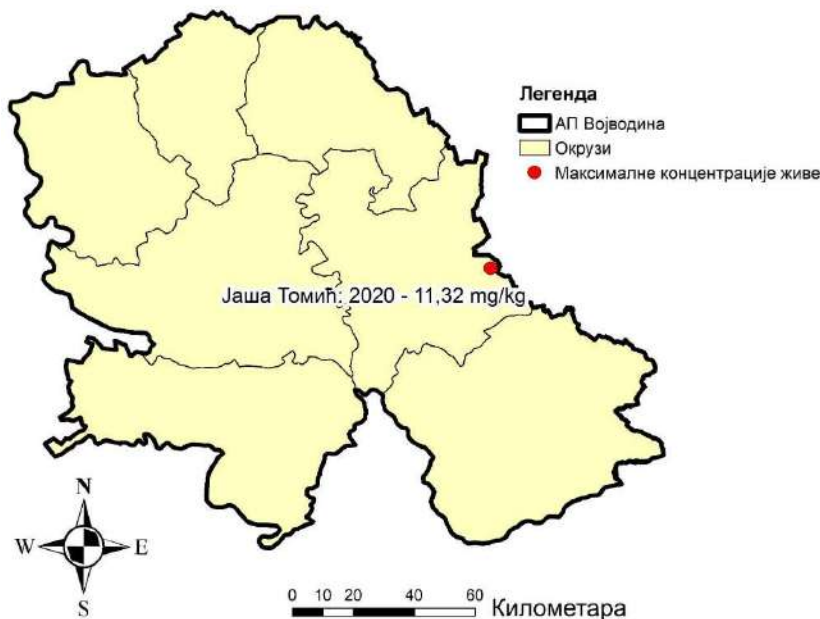 Легенда
АП Војводина
Округзи
Максималне концентрације живе
Јаша Томић: 2020 - 11,32 mg/kg
N
W E
S
0 10 20 40 60
Километара